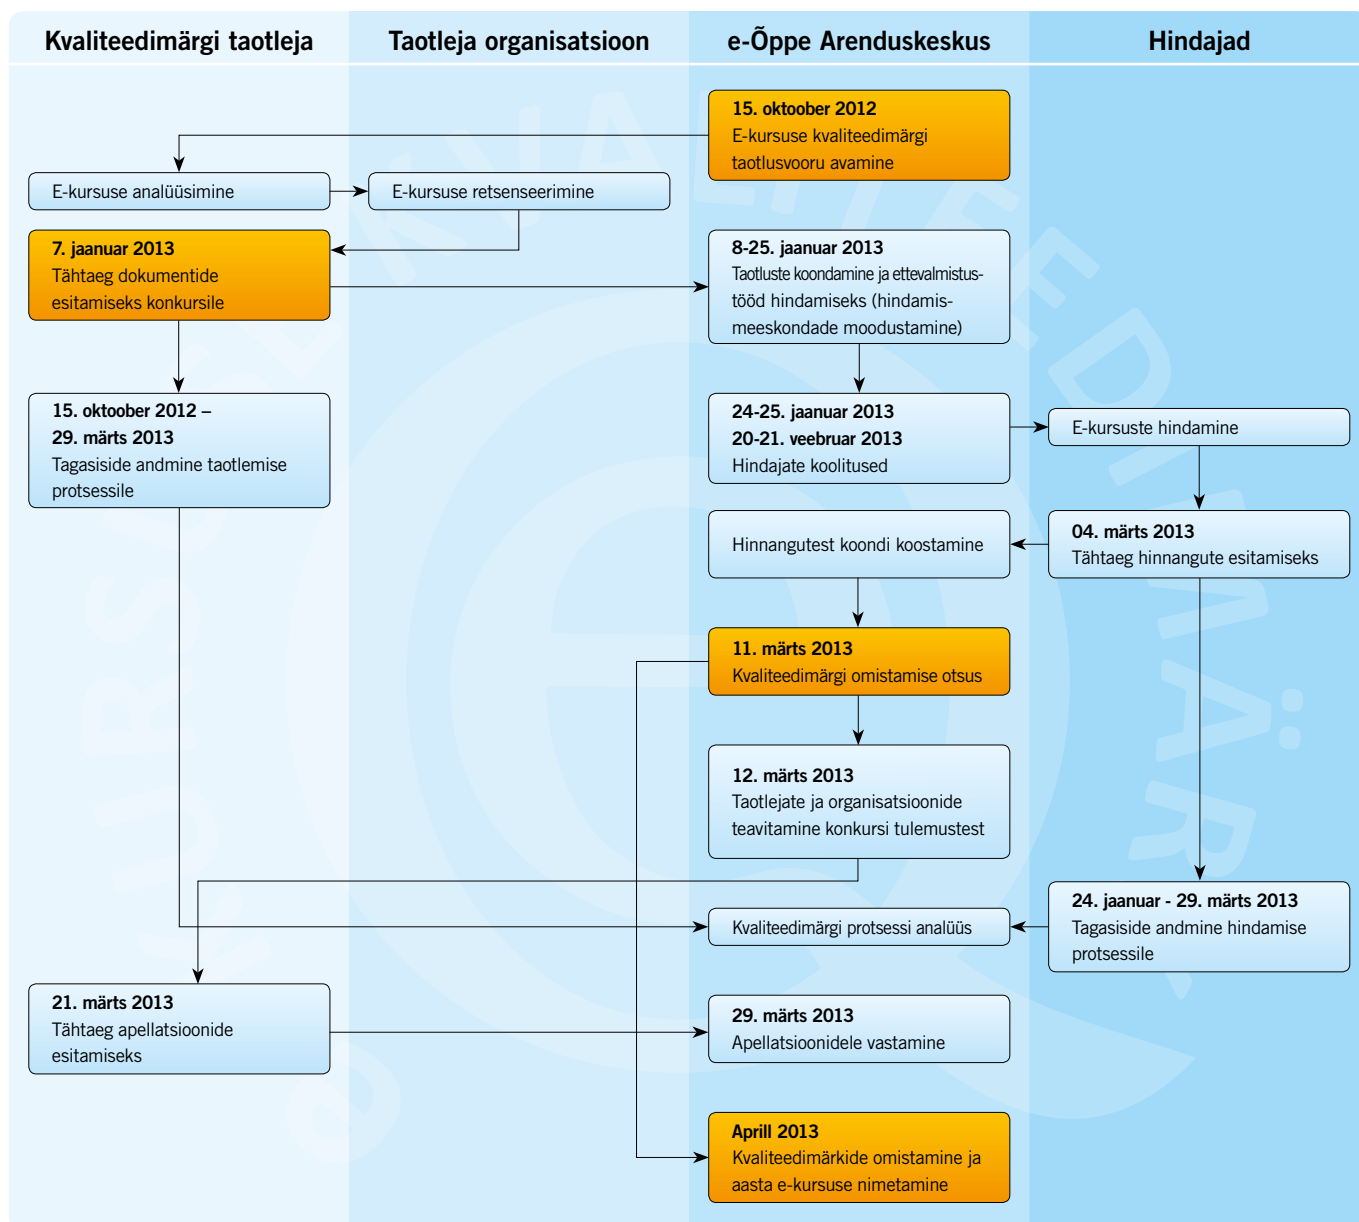 Kvaliteedimärgi taotleja
Taotleja organisatsioon
e-Õppe Arenduskeskus
Hindajad
15. oktoober 2012
E-kursuse kvaliteedimärgi
taotlusvooru avamine
E-kursuse analüüsimine
E-kursuse retsenseerimine
7. jaanuar 2013
Tähtaeg dokumentide
esitamiseks konkursile
8-25. jaanuar 2013
Taotluste koondamine ja ettevalmistus-
tööd hindamiseks (hindamis-
meeskondade moodustamine)
15. oktoober 2012 –
29. märts 2013
Tagasiside andmine taotlemise
protsessile
24-25. jaanuar 2013
20-21. veebruar 2013
Hindajate koolitused
E-kursuste hindamine
Hinnangutest koondi koostamine
04. märts 2013
Tähtaeg hinnangute esitamiseks
11. märts 2013
Kvaliteedimärgi omistamise otsus
12. märts 2013
Taotlejate ja organisatsioonide
teavitamine konkursi tulemustest
Kvaliteedimärgi protsessi analüüs
24. jaanuar - 29. märts 2013
Tagasiside andmine hindamise
protsessile
21. märts 2013
Tähtaeg apellatsioonide
esitamiseks
29. märts 2013
Apellatsioonidele vastamine
Aprill 2013
Kvaliteedimärkide omistamine ja
aasta e-kursuse nimetamine